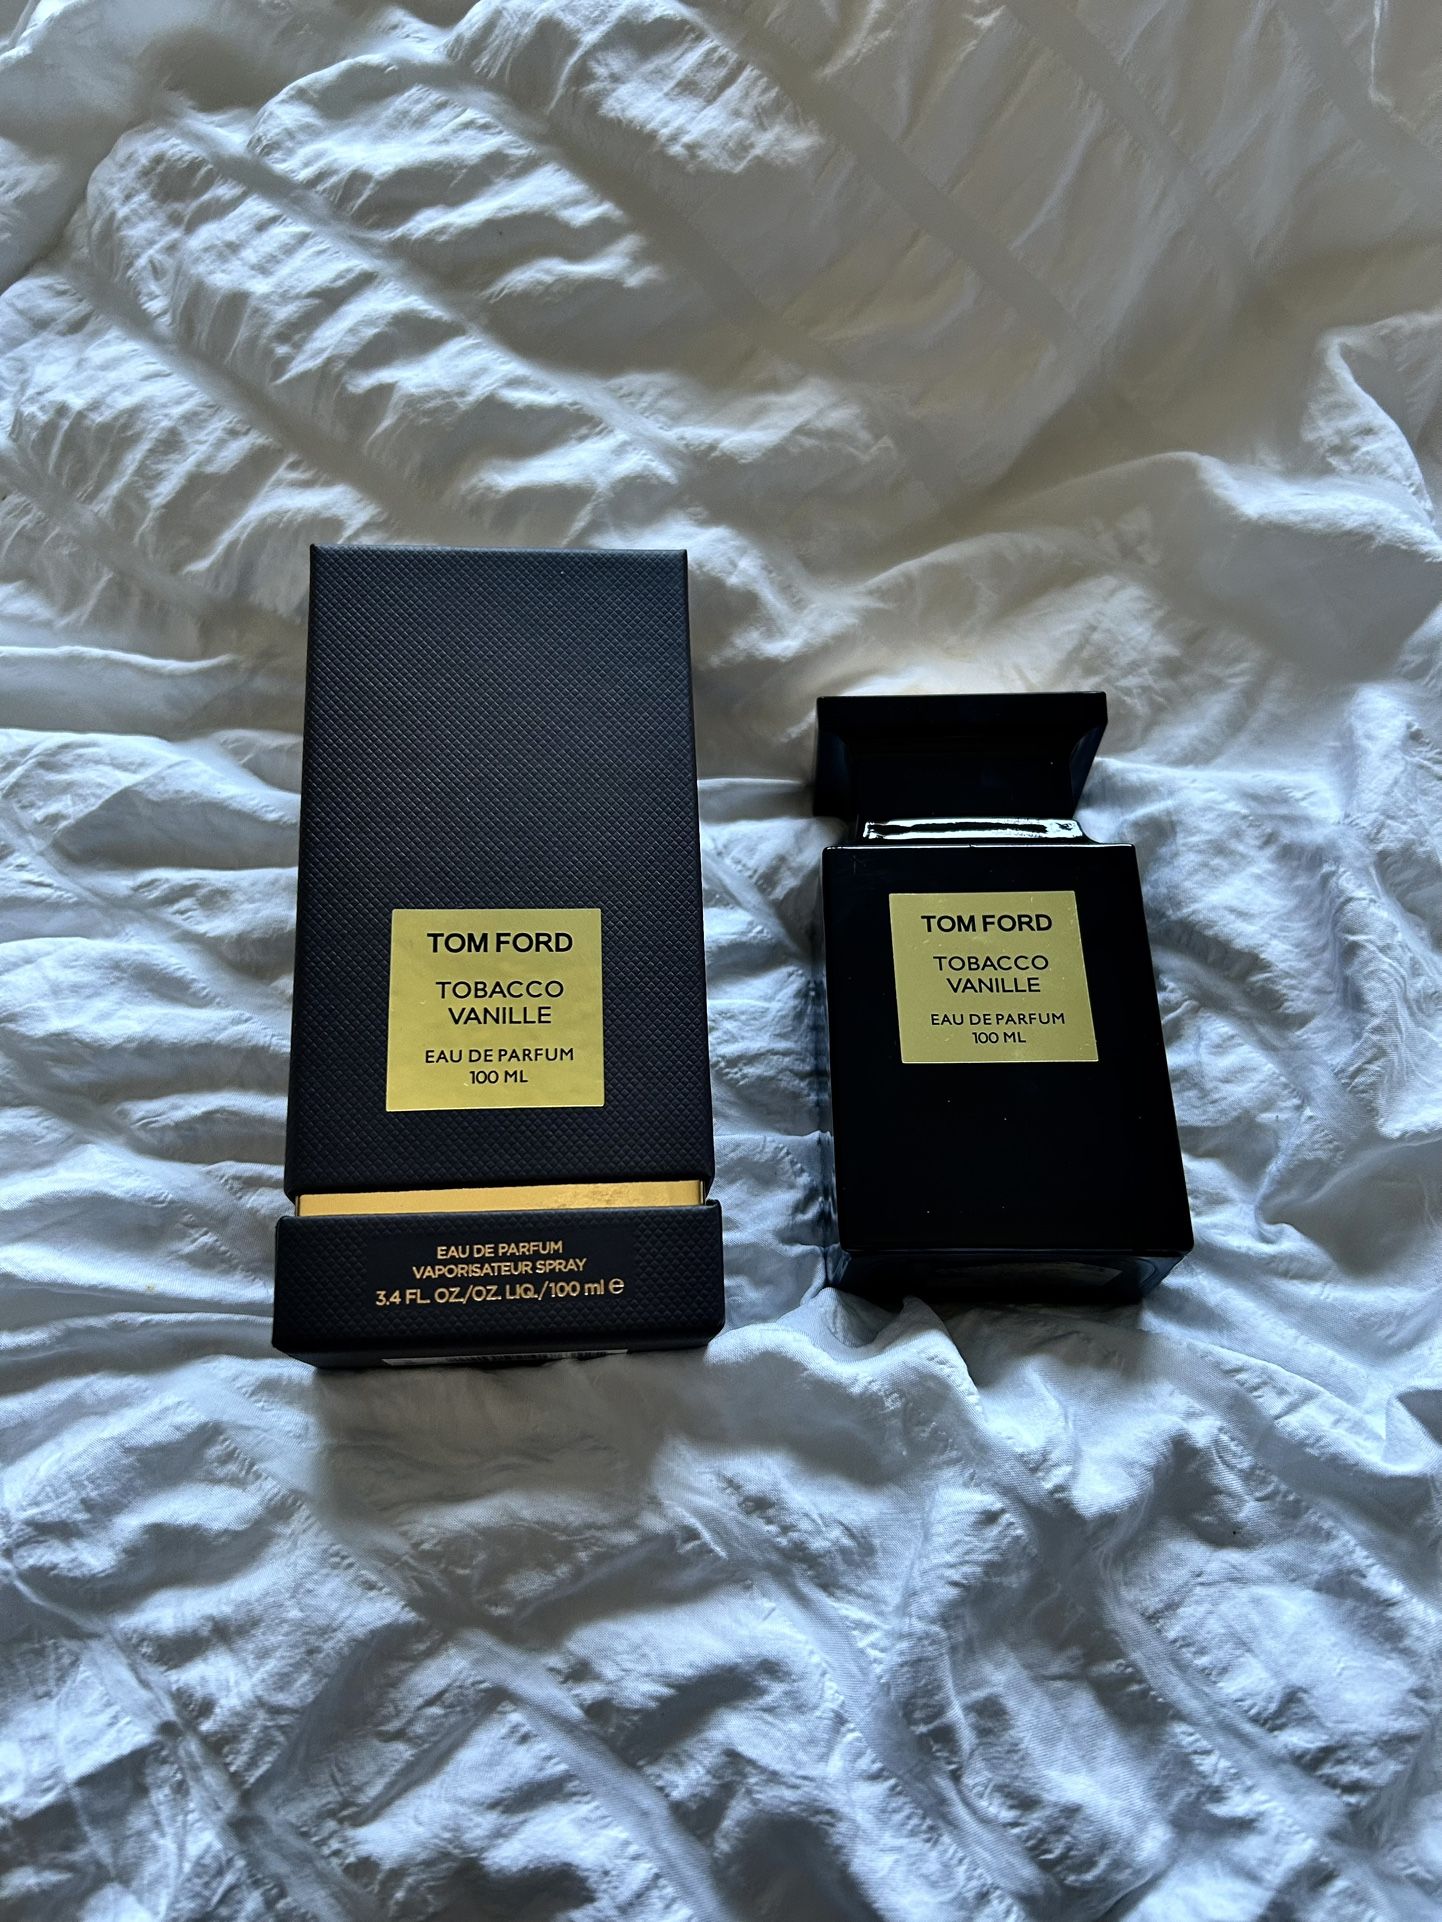 TOM FORD
TOBACCO
VANILLE
EAU DE PARFUM
100 ML
EAU DE PARFUM
VAPORISATEUR SPRAY
3.4 FL. OZ./OZ. LIQ./100 ml ℮
TOM FORD
TOBACCO
VANILLE
EAU DE PARFUM
100 ML